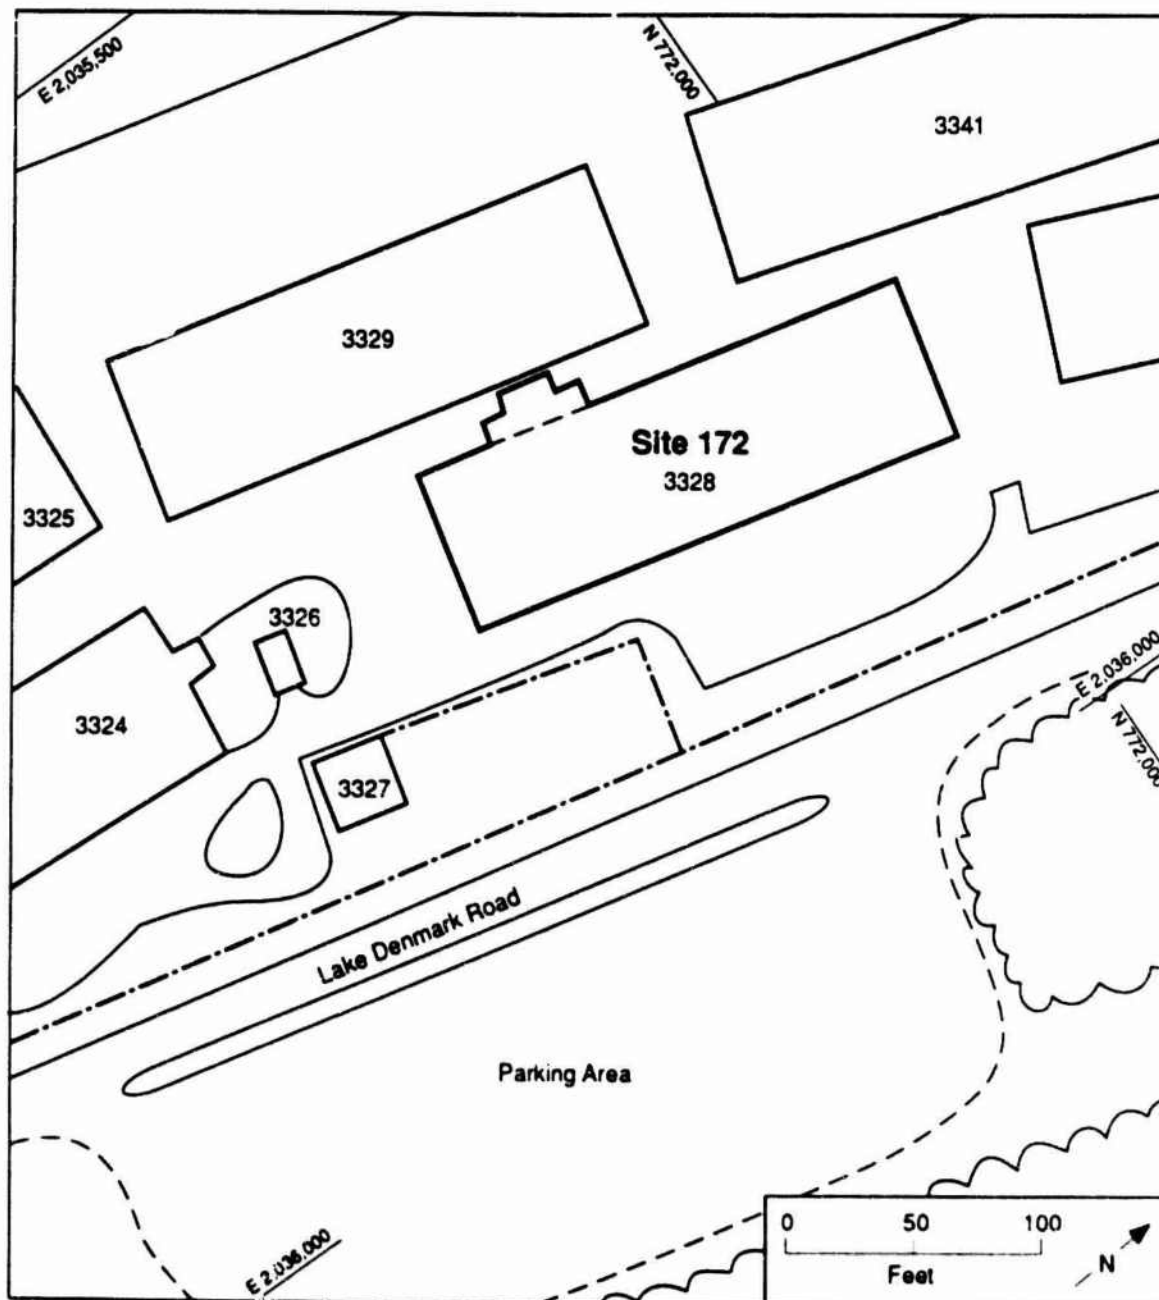 E 2,035,500
N 772,000
3341
3329
Site 172
3328
3325
3326
E 2,036,000
N 772,000
3324
3327
Lake Denmark Road
Parking Area
E 2,036,000
0 50 100
Feet
N